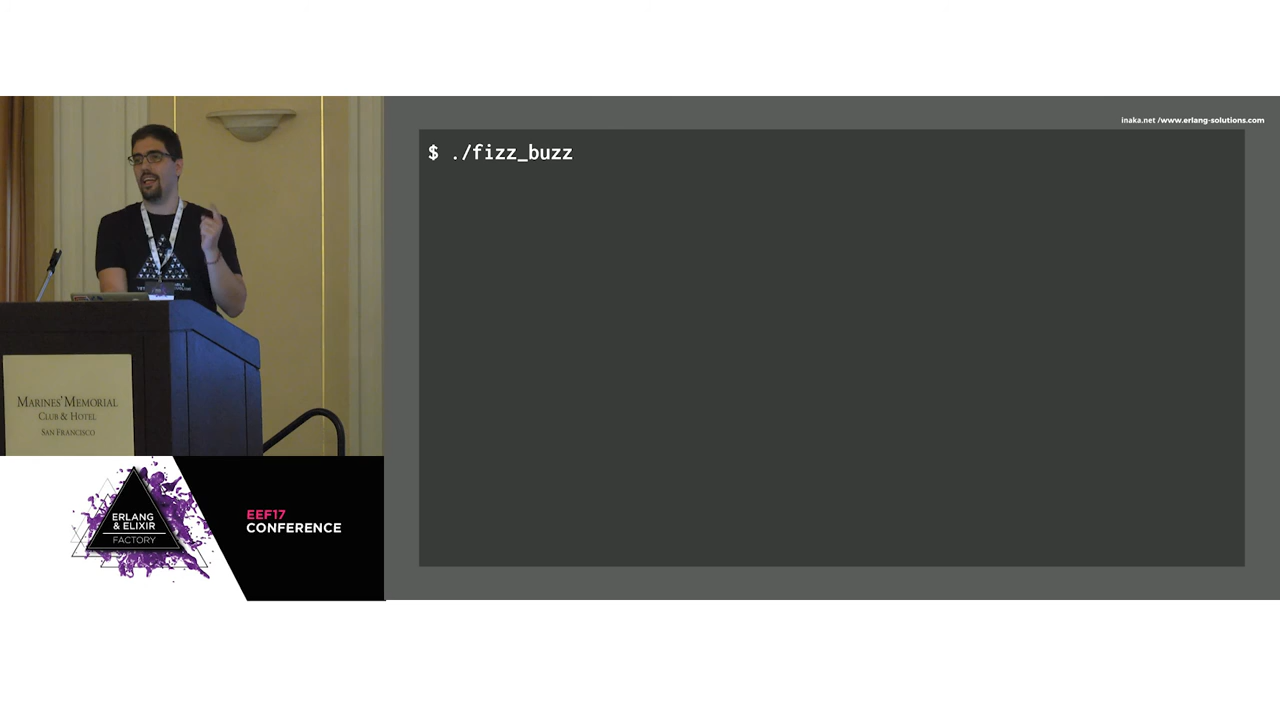 inaka.net /www.erlang-solutions.com
$ ./fizz_buzz
MARINES' MEMORIAL
CLUB & HOTEL
SAN FRANCISCO
ERLANG
& ELIXIR
FACTORY
EEF17
CONFERENCE